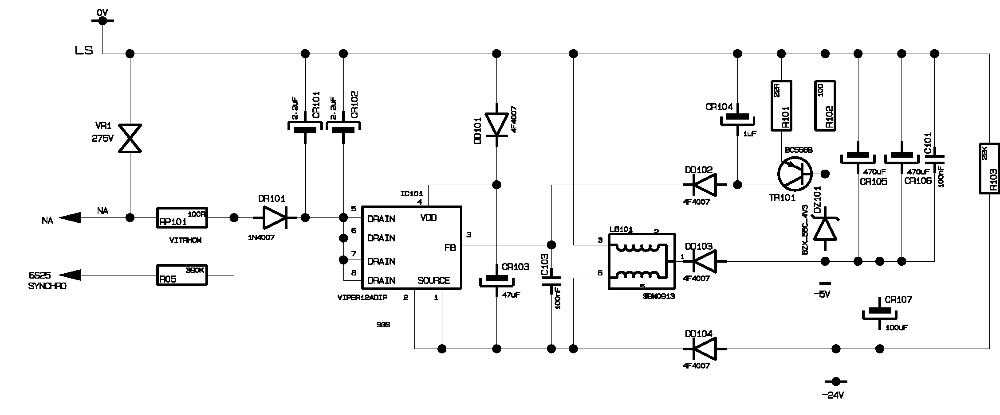 0V
LS
VR1
275V
2.2uF
CR101
2.2uF
CR102
DD101
4F4007
CR104
1uF
22R
R101
100
R102
BC556B
TR101
DZ101
BZX_55C_4V3
470uF
CR105
470uF
CR106
C101
100nF
22K
R103
DD102
4F4007
NA
NA
100R
RP101
VITRHOM
DR101
1N4007
6S25
SYNCHRO
390K
R05
IC101
4
5
DRAIN
VDD
6
DRAIN
3
FB
7
DRAIN
8
DRAIN
SOURCE
VIPER12ADIP
2
1
SGS
CR103
47uF
C103
100nF
LB101
4
2
3
6
5
1
DD103
4F4007
-5V
CR107
100uF
DD104
4F4007
-24V